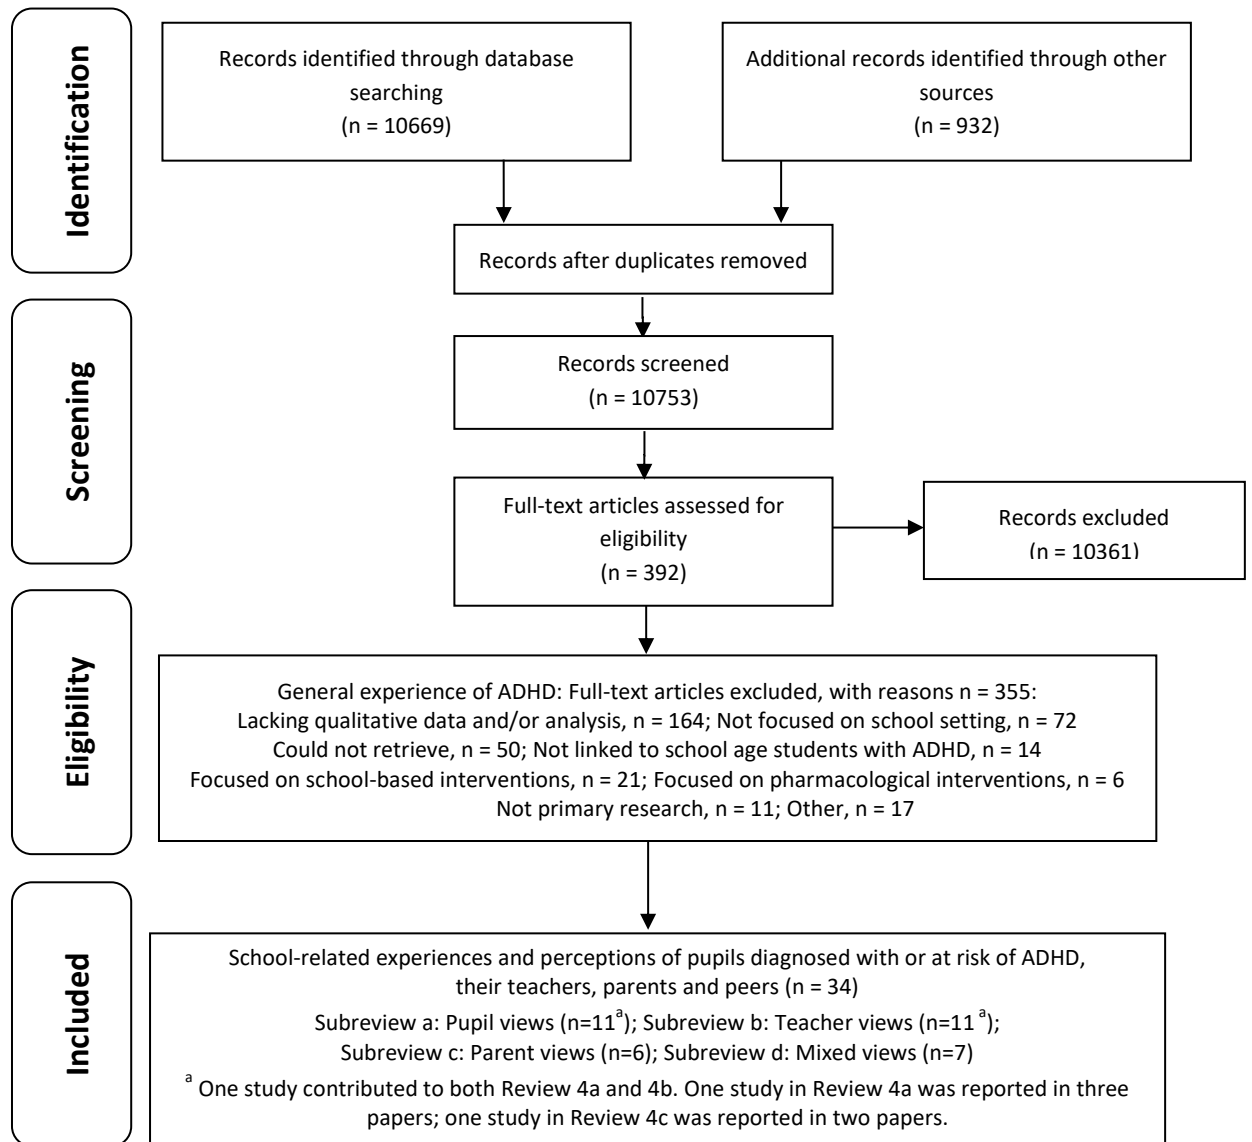 Identification
Records identified through database
searching
(n = 10669)
Additional records identified through other
sources
(n = 932)
Records after duplicates removed
Screening
Records screened
(n = 10753)
Full-text articles assessed for
eligibility
(n = 392)
Records excluded
(n = 10361)
Eligibility
General experience of ADHD: Full-text articles excluded, with reasons n = 355:
Lacking qualitative data and/or analysis, n = 164; Not focused on school setting, n = 72
Could not retrieve, n = 50; Not linked to school age students with ADHD, n = 14
Focused on school-based interventions, n = 21; Focused on pharmacological interventions, n = 6
Not primary research, n = 11; Other, n = 17
Included
School-related experiences and perceptions of pupils diagnosed with or at risk of ADHD,
their teachers, parents and peers (n = 34)
Subreview a: Pupil views (n=11ᵃ); Subreview b: Teacher views (n=11 ᵃ);
Subreview c: Parent views (n=6); Subreview d: Mixed views (n=7)
ᵃ One study contributed to both Review 4a and 4b. One study in Review 4a was reported in three
papers; one study in Review 4c was reported in two papers.